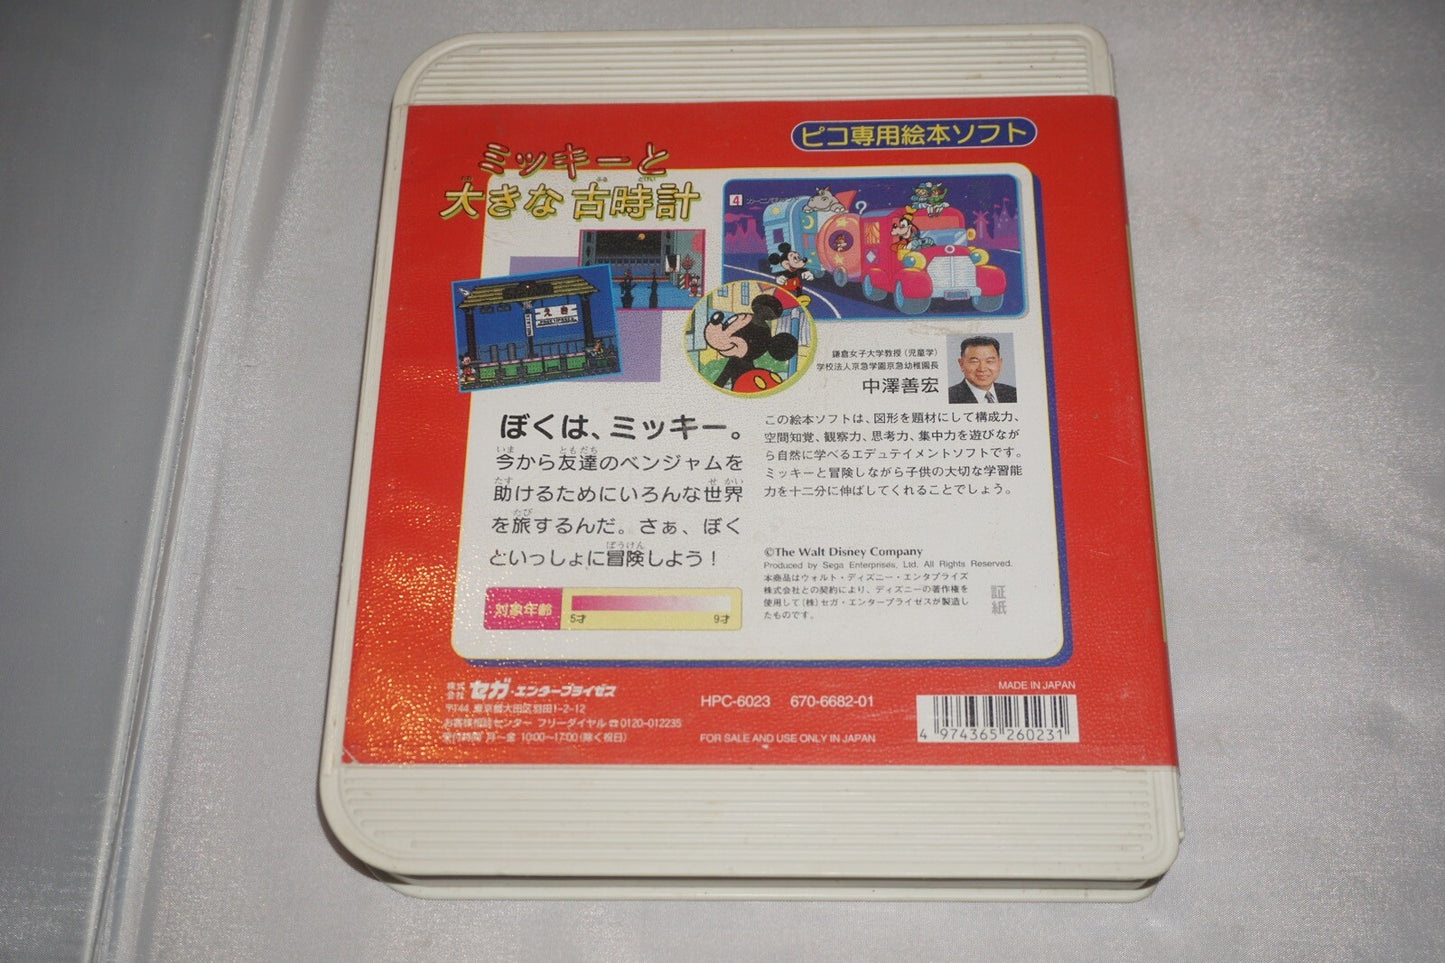 ピコ専用絵本ソフト
ミッキーと
大きな古時計
4
えき
鎌倉女子大学教授(児童学)
学校法人京急学園京急幼稚園長
中澤善宏
この絵本ソフトは、図形を題材にして構成力、
空間知覚、観察力、思考力、集中力を遊びなが
ら自然に学べるエデュテイメントソフトです。
ミッキーと冒険しながら子供の大切な学習能
力を十二分に伸ばしてくれることでしょう。
ぼくは、ミッキー。
今から友達のベンジャムを
助けるためにいろんな世界
を旅するんだ。さぁ、ぼく
といっしょに冒険しよう!
対象年齢
5才
9才
©The Walt Disney Company
Produced by Sega Enterprises, Ltd. All Rights Reserved.
本商品はウォルト・ディズニー・エンタプライズ
株式会社との契約により、ディズニーの著作権を
使用して(株)セガ・エンタープライゼスが製造し
たものです。
証紙
株式会社 セガ・エンタープライゼス
〒144 東京都大田区羽田1-2-12
お客様相談センター フリーダイヤル☎0120-012235
受付時間 月〜金 10:00〜17:00(除く祝日)
HPC-6023 670-6682-01
FOR SALE AND USE ONLY IN JAPAN
MADE IN JAPAN
4 974365 260231